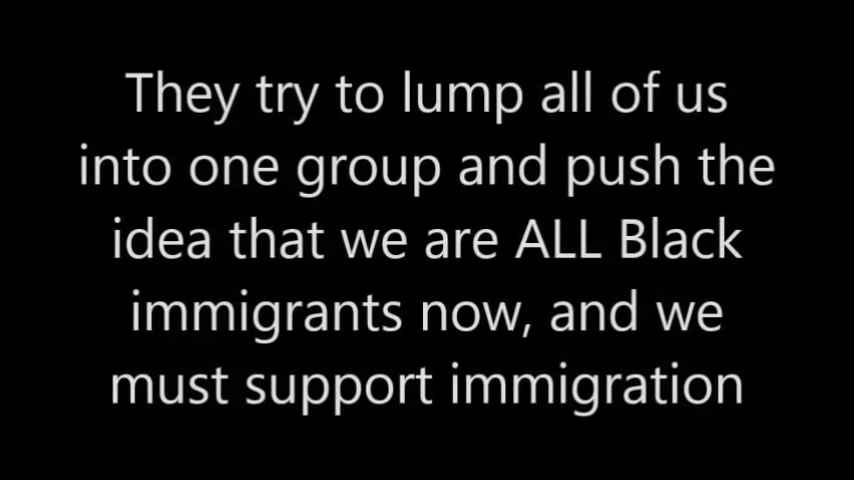 They try to lump all of us
into one group and push the
idea that we are ALL Black
immigrants now, and we
must support immigration